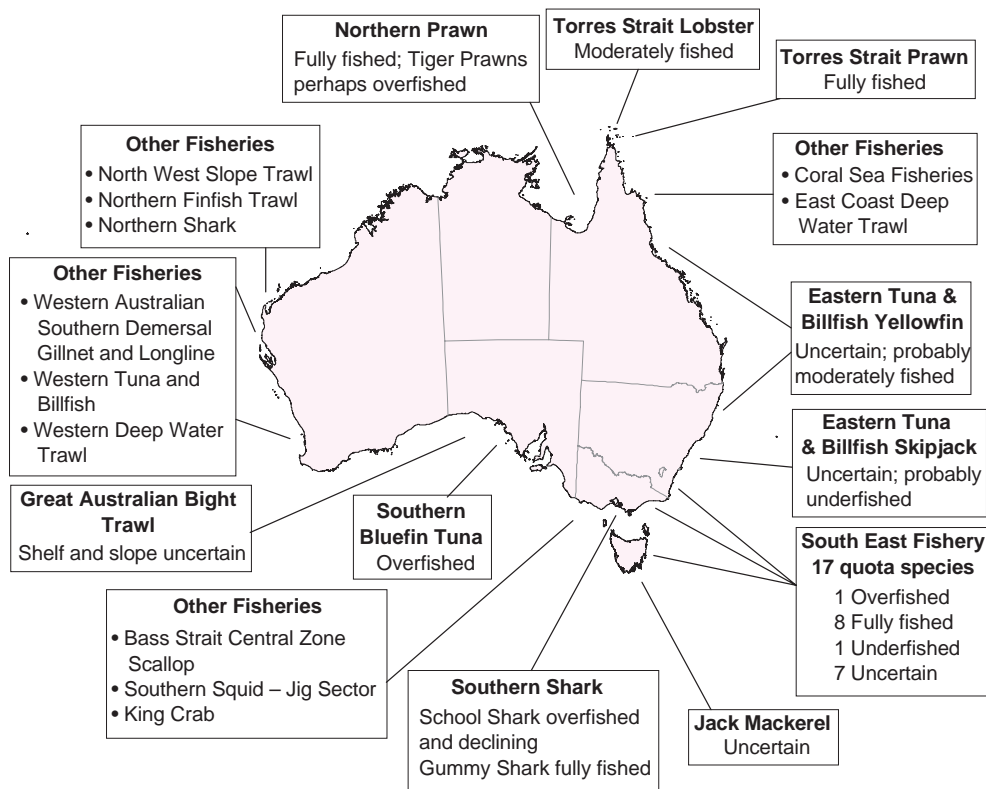 Northern Prawn
Fully fished; Tiger Prawns
perhaps overfished
Torres Strait Lobster
Moderately fished
Torres Strait Prawn
Fully fished
Other Fisheries
• North West Slope Trawl
• Northern Finfish Trawl
• Northern Shark
Other Fisheries
• Coral Sea Fisheries
• East Coast Deep
Water Trawl
Other Fisheries
• Western Australian
Southern Demersal
Gillnet and Longline
• Western Tuna and
Billfish
• Western Deep Water
Trawl
Eastern Tuna &
Billfish Yellowfin
Uncertain; probably
moderately fished
Eastern Tuna
& Billfish Skipjack
Uncertain; probably
underfished
Great Australian Bight
Trawl
Shelf and slope uncertain
Southern
Bluefin Tuna
Overfished
South East Fishery
17 quota species
1 Overfished
8 Fully fished
1 Underfished
7 Uncertain
Other Fisheries
• Bass Strait Central Zone
Scallop
• Southern Squid – Jig Sector
• King Crab
Southern Shark
School Shark overfished
and declining
Gummy Shark fully fished
Jack Mackerel
Uncertain